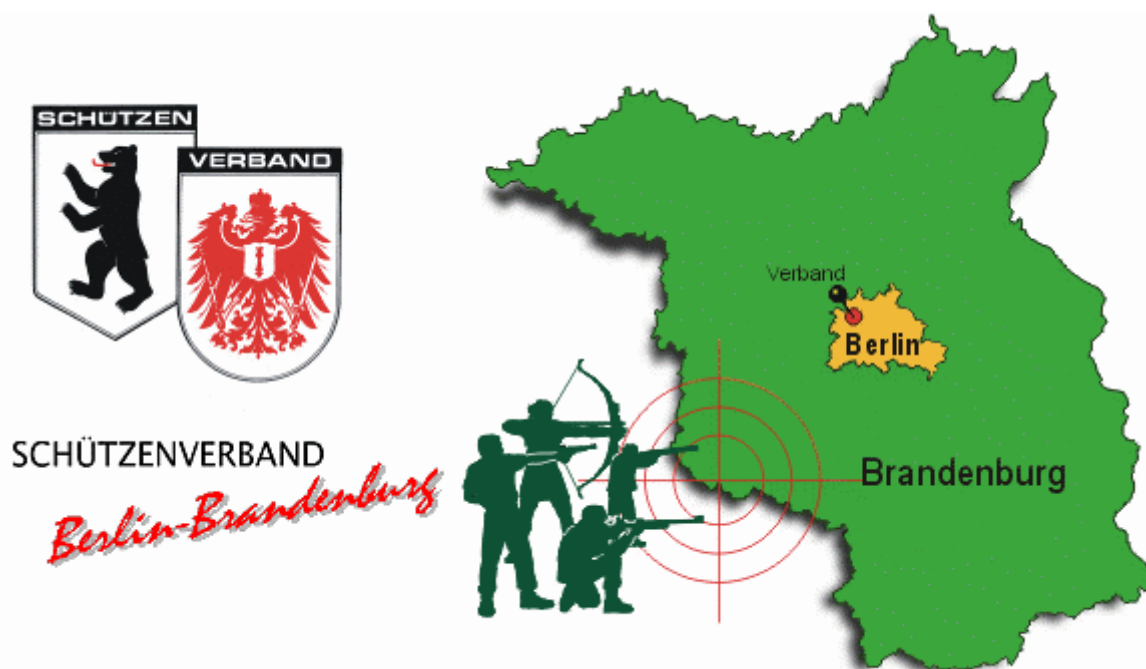 SCHÜTZEN
VERBAND
SCHÜTZENVERBAND
Berlin-Brandenburg
Verband
Berlin
Brandenburg